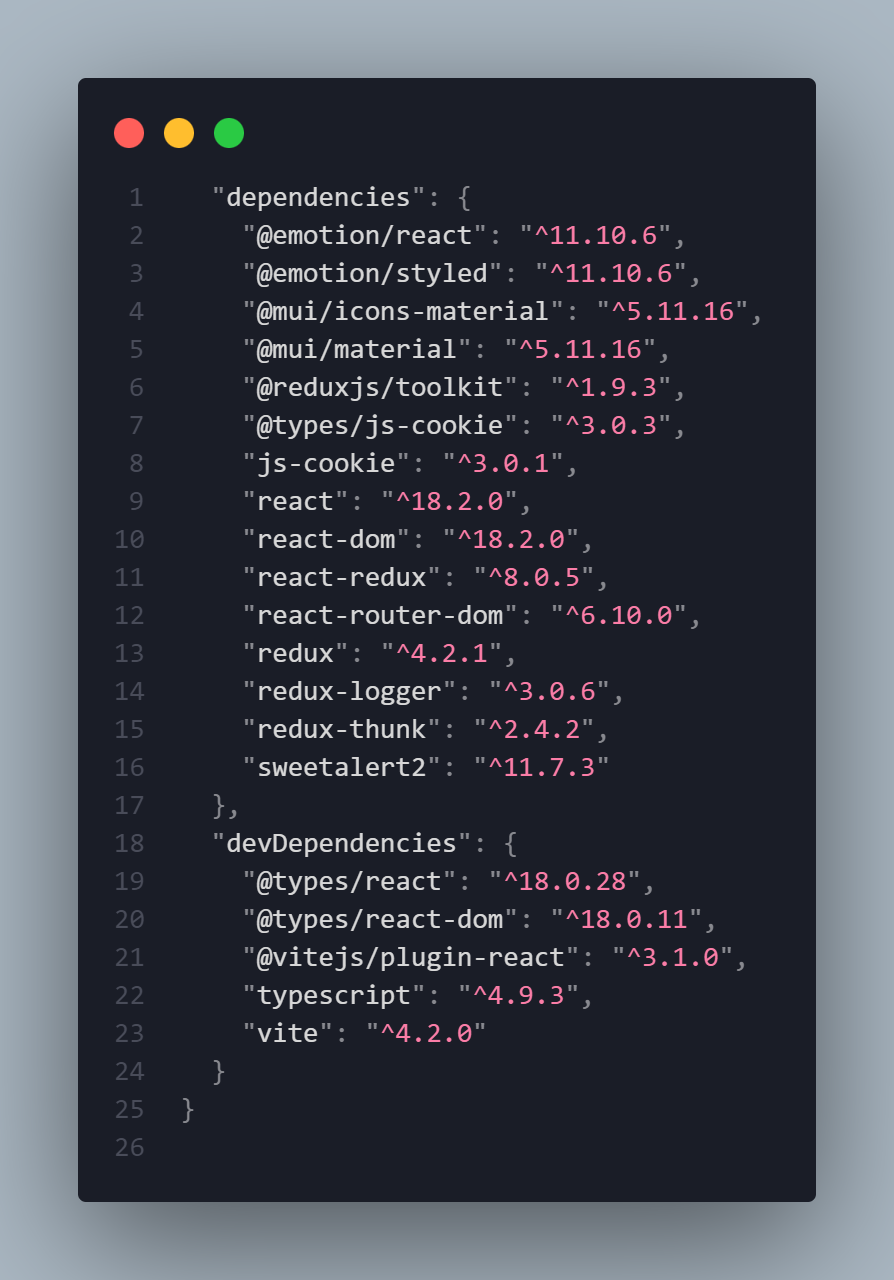 1 "dependencies": {
2 "@emotion/react": "^11.10.6",
3 "@emotion/styled": "^11.10.6",
4 "@mui/icons-material": "^5.11.16",
5 "@mui/material": "^5.11.16",
6 "@reduxjs/toolkit": "^1.9.3",
7 "@types/js-cookie": "^3.0.3",
8 "js-cookie": "^3.0.1",
9 "react": "^18.2.0",
10 "react-dom": "^18.2.0",
11 "react-redux": "^8.0.5",
12 "react-router-dom": "^6.10.0",
13 "redux": "^4.2.1",
14 "redux-logger": "^3.0.6",
15 "redux-thunk": "^2.4.2",
16 "sweetalert2": "^11.7.3"
17 },
18 "devDependencies": {
19 "@types/react": "^18.0.28",
20 "@types/react-dom": "^18.0.11",
21 "@vitejs/plugin-react": "^3.1.0",
22 "typescript": "^4.9.3",
23 "vite": "^4.2.0"
24 }
25 }
26